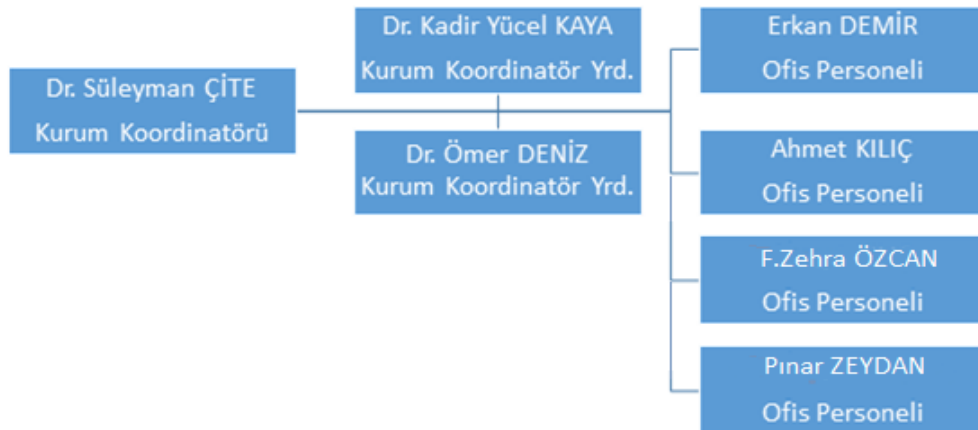 Dr. Süleyman ÇİTE
Kurum Koordinatörü
Dr. Kadir Yücel KAYA
Kurum Koordinatör Yrd.
Dr. Ömer DENİZ
Kurum Koordinatör Yrd.
Erkan DEMİR
Ofis Personeli
Ahmet KILIÇ
Ofis Personeli
F.Zehra ÖZCAN
Ofis Personeli
Pınar ZEYDAN
Ofis Personeli